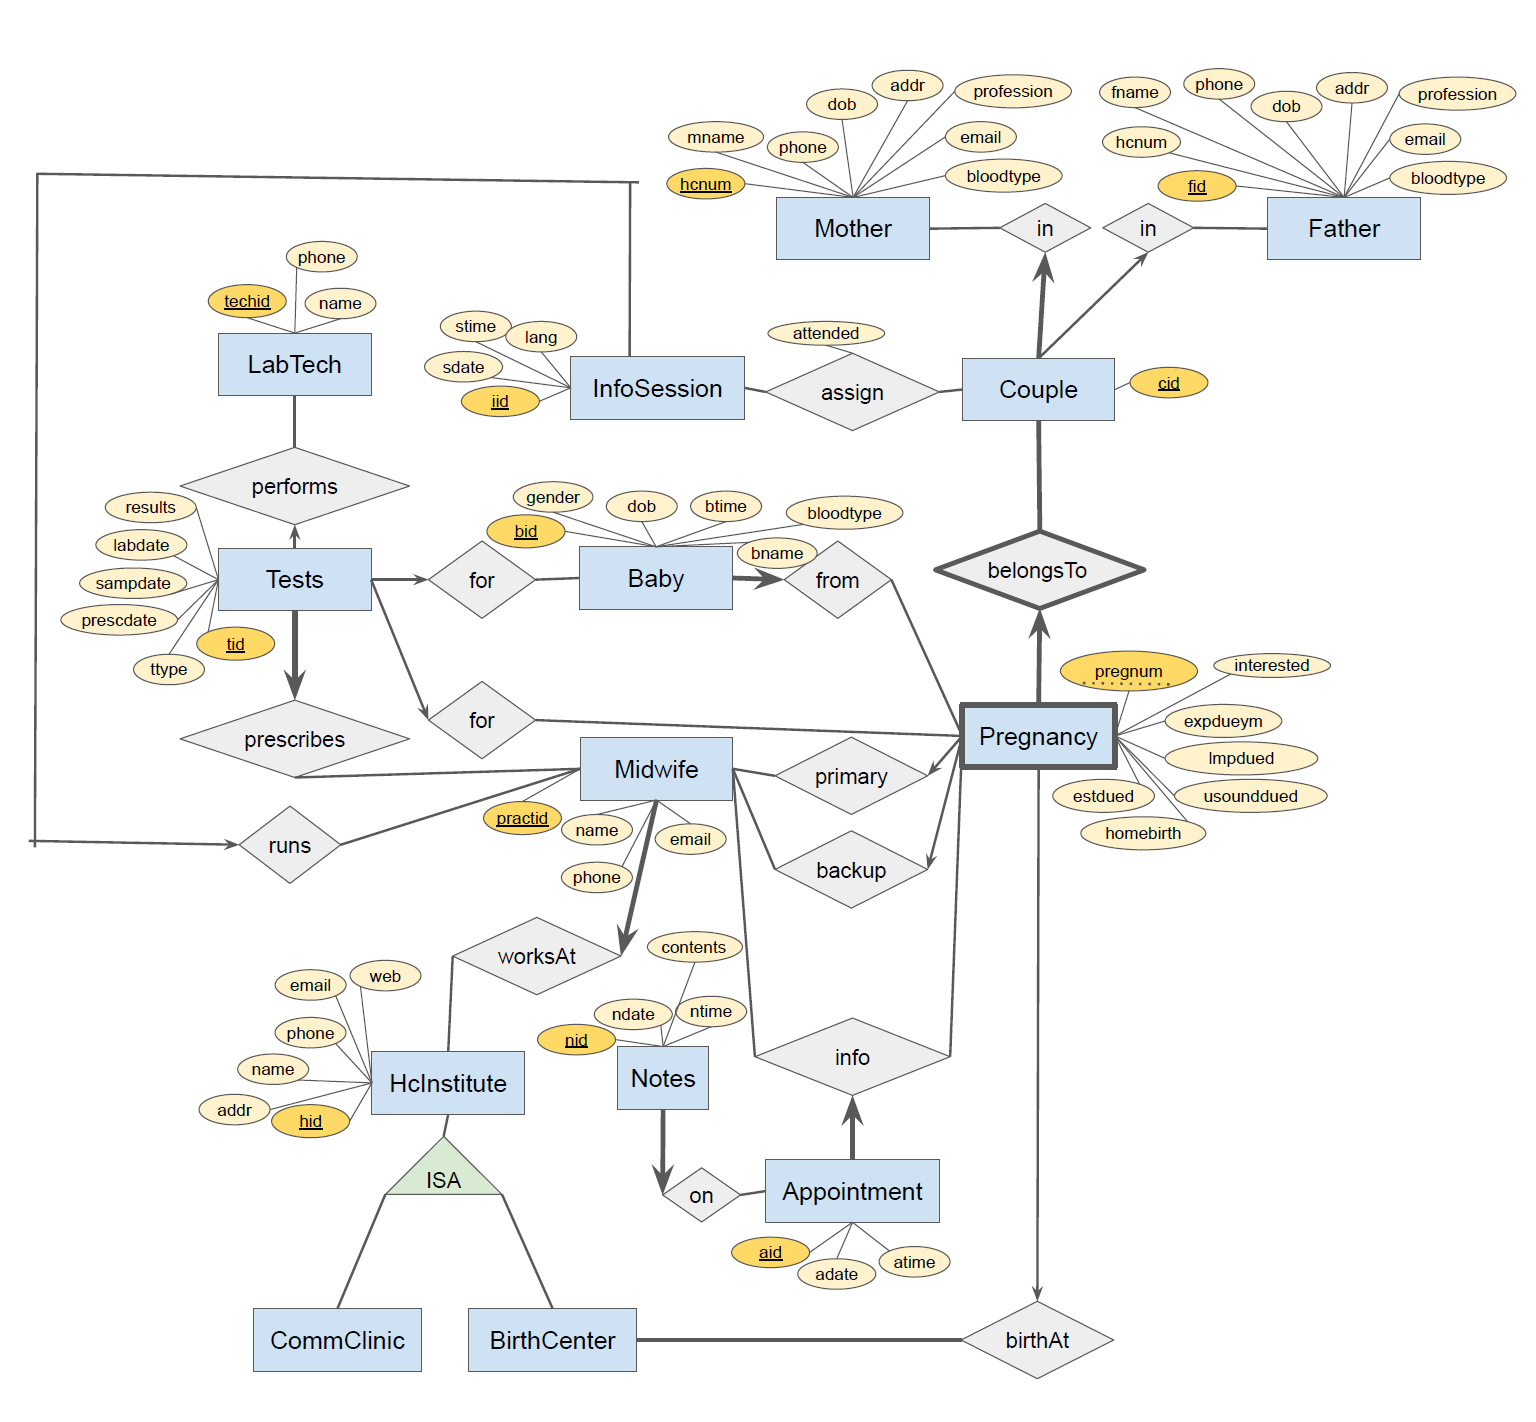 addr
profession
dob
mname
phone
email
hcnum
bloodtype
Mother
in
fname
phone
addr
profession
dob
hcnum
email
fid
bloodtype
in
Father
phone
techid
name
LabTech
stime
lang
sdate
iid
InfoSession
attended
assign
Couple
cid
performs
results
labdate
sampdate
prescdate
tid
ttype
Tests
for
gender
dob
btime
bloodtype
bid
bname
Baby
from
belongsTo
for
prescribes
pregnum
interested
expdueym
lmpdued
estdued
usounddued
homebirth
Pregnancy
Midwife
practid
name
email
phone
primary
backup
runs
worksAt
contents
email
web
phone
name
addr
hid
HcInstitute
ndate
ntime
nid
Notes
info
ISA
on
Appointment
aid
adate
atime
CommClinic
BirthCenter
birthAt